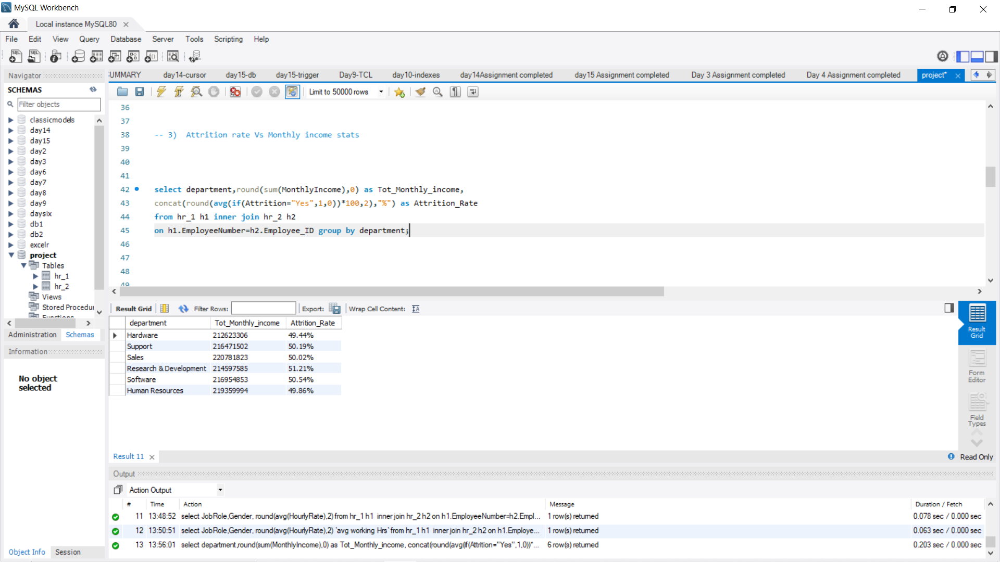 MySQL Workbench
Local instance MySQL80
File Edit View Query Database Server Tools Scripting Help
Navigator
SUMMARY day14-cursor day15-db day15-trigger Day9-TCL day10-indexes day14Assignment completed day15 Assignment completed Day 3 Assignment completed Day 4 Assignment completed project*
SCHEMAS
Limit to 50000 rows
Filter objects
classicmodels
day14
day15
day2
day3
day6
day7
day8
day9
daysix
db1
db2
excelr
project
Tables
hr_1
hr_2
Views
Stored Procedur
Functions
Administration Schemas
Information
No object
selected
Object Info Session
36
37
38 -- 3)  Attrition rate Vs Monthly income stats
39
40
41
42 select department,round(sum(MonthlyIncome),0) as Tot_Monthly_income,
43 concat(round(avg(if(Attrition="Yes",1,0))*100,2),"%") as Attrition_Rate
44 from hr_1 h1 inner join hr_2 h2
45 on h1.EmployeeNumber=h2.Employee_ID group by department;
46
47
48
49
Result Grid Filter Rows: Export: Wrap Cell Content:
department Tot_Monthly_income Attrition_Rate
Hardware 212623306 49.44%
Support 216471502 50.19%
Sales 220781823 50.02%
Research & Development 214597585 51.21%
Software 216954853 50.54%
Human Resources 219359994 49.86%
Result
Grid
Form
Editor
Field
Types
Result 11
Read Only
Output
Action Output
# Time Action Message Duration / Fetch
11 13:48:52 select JobRole,Gender, round(avg(HourlyRate),2) from hr_1 h1  inner join hr_2 h2 on h1.EmployeeNumber=h2.Empl... 1 row(s) returned 0.078 sec / 0.000 sec
12 13:50:51 select JobRole,Gender, round(avg(HourlyRate),2) `avg working Hrs` from hr_1 h1  inner join hr_2 h2 on h1.Employe... 1 row(s) returned 0.063 sec / 0.000 sec
13 13:56:01 select department,round(sum(MonthlyIncome),0) as Tot_Monthly_income, concat(round(avg(if(Attrition="Yes",1,0))*... 6 row(s) returned 0.203 sec / 0.000 sec